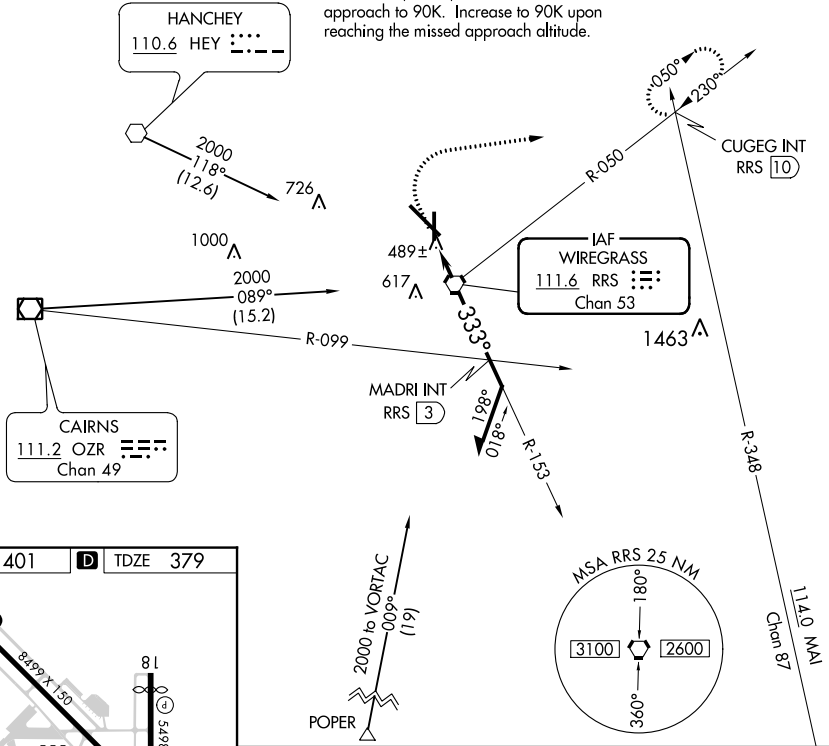 approach to 90K. Increase to 90K upon
reaching the missed approach altitude.
HANCHEY
110.6 HEY
2000
118°
(12.6)
726
1000
2000
089°
(15.2)
R-099
CAIRNS
111.2 OZR
Chan 49
489±
617
IAF
WIREGRASS
111.6 RRS
Chan 53
R-050
050°
230°
CUGEG INT
RRS 10
1463
333°
MADRI INT
RRS 3
198°
018°
R-153
R-348
114.0 MAI
Chan 87
2000 to VORTAC
009°
(19)
POPER
MSA RRS 25 NM
180°
3100
2600
360°
401
D
TDZE 379
8499 X 150
18
P
5498